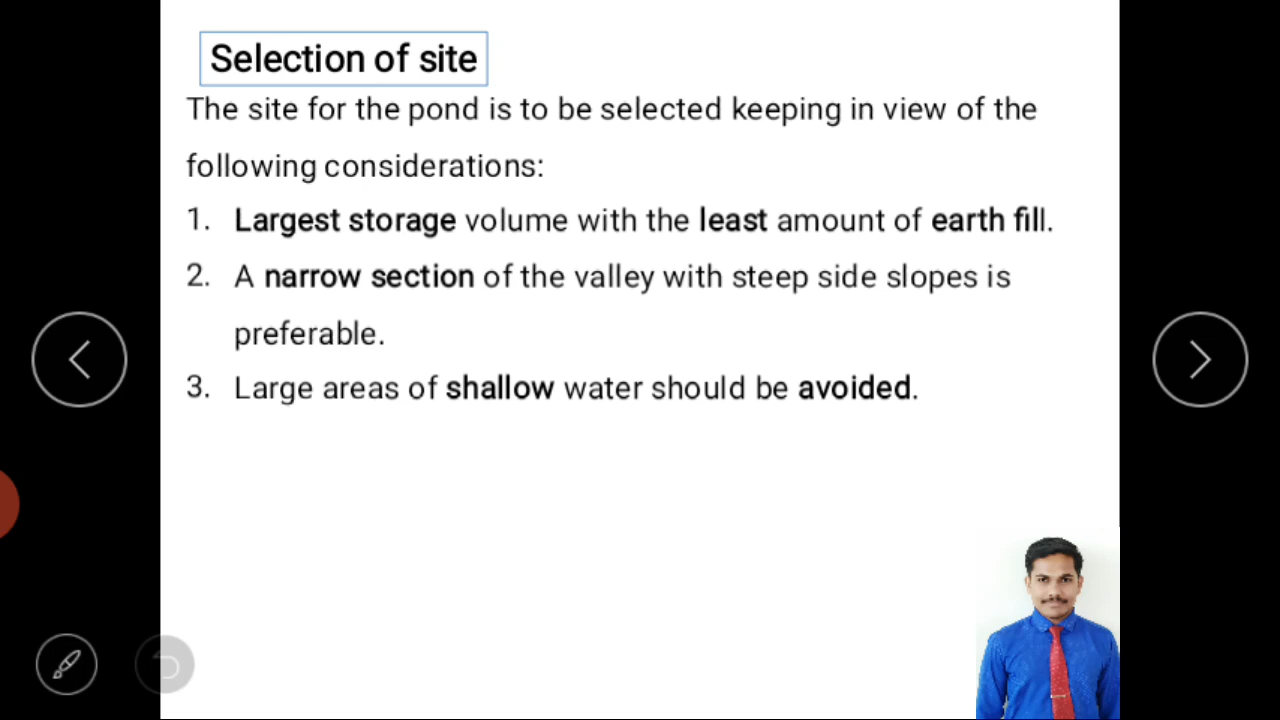 Selection of site
The site for the pond is to be selected keeping in view of the
following considerations:
1. Largest storage volume with the least amount of earth fill.
2. A narrow section of the valley with steep side slopes is
preferable.
3. Large areas of shallow water should be avoided.